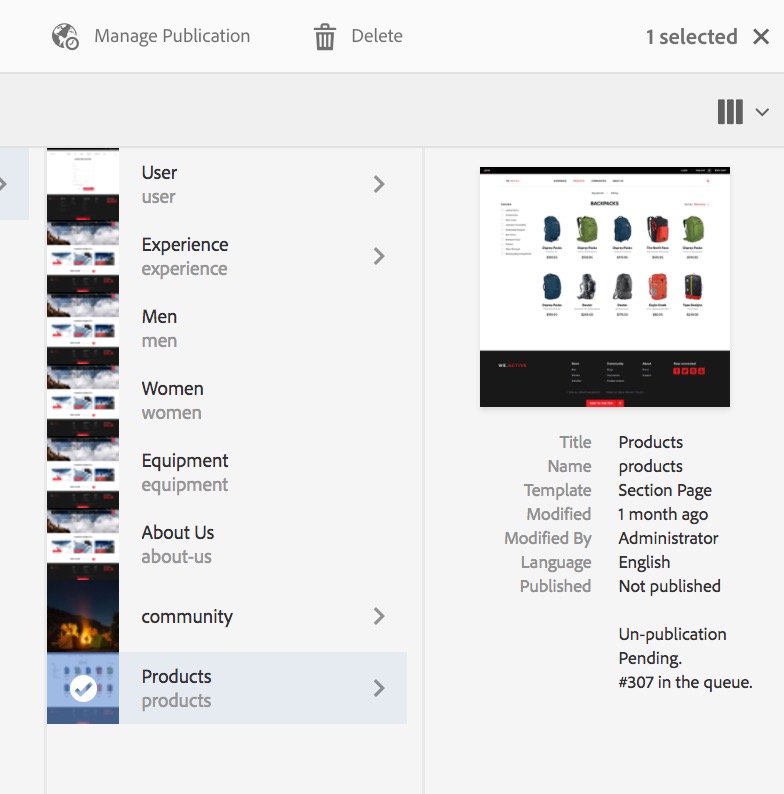 Manage Publication
Delete
1 selected
User
user
Experience
experience
Men
men
Women
women
Equipment
equipment
About Us
about-us
community
Products
products
BACKPACKS
Title Products
Name products
Template Section Page
Modified 1 month ago
Modified By Administrator
Language English
Published Not published
Un-publication
Pending.
#307 in the queue.